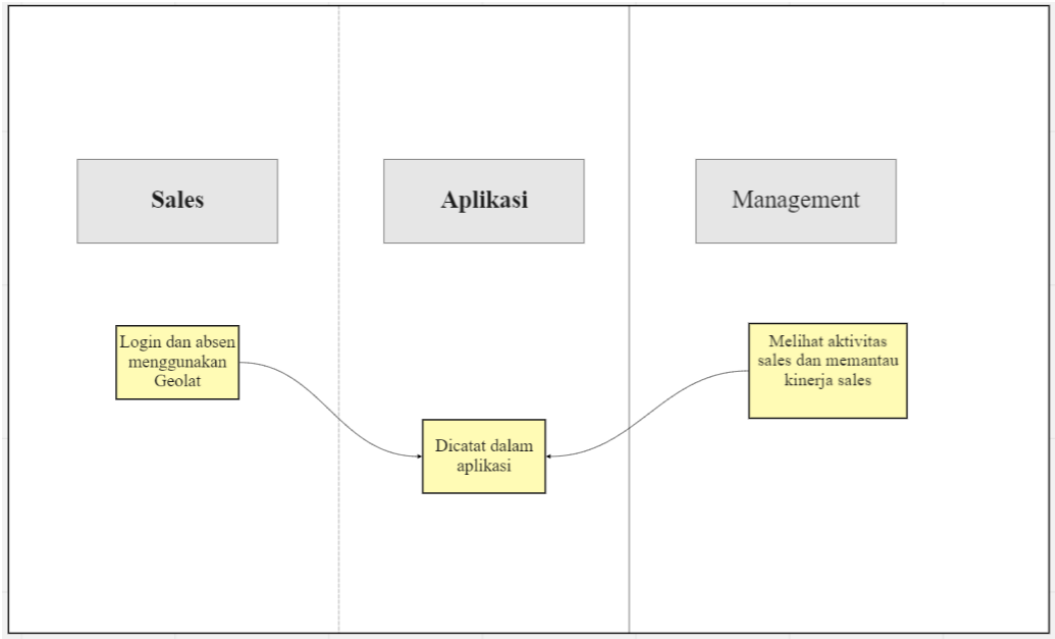 Sales
Aplikasi
Management
Login dan absen
menggunakan
Geolat
Dicatat dalam
aplikasi
Melihat aktivitas
sales dan memantau
kinerja sales